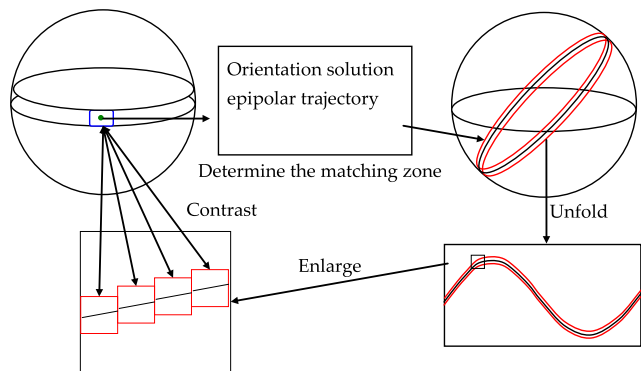 Orientation solution
epipolar trajectory
Determine the matching zone
Contrast
Unfold
Enlarge